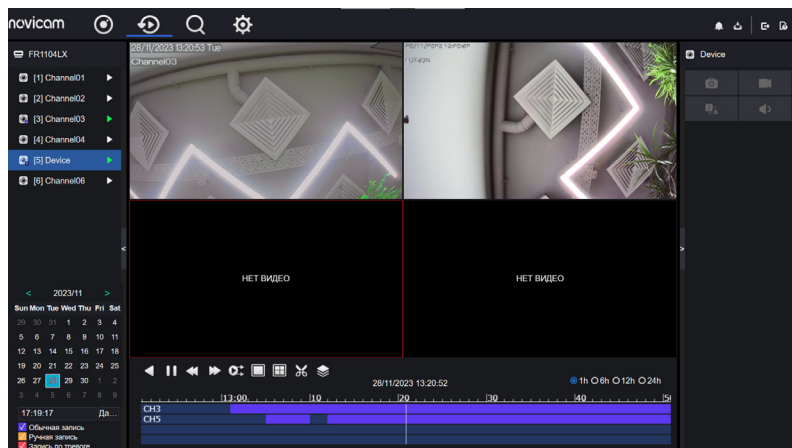 novicam
FR1104LX
[1] Channel01
[2] Channel02
[3] Channel03
[4] Channel04
[5] Device
[6] Channel06
28/11/2023 13:20:53 Tue
Channel03
Device
НЕТ ВИДЕО
НЕТ ВИДЕО
< 2023/11 >
Sun Mon Tue Wed Thu Fri Sat
29 30 31 1 2 3 4
5 6 7 8 9 10 11
12 13 14 15 16 17 18
19 20 21 22 23 24 25
26 27 28 29 30 1 2
3 4 5 6 7 8 9
17:19:17 Да...
Обычная запись
Ручная запись
Запись по тревоге
28/11/2023 13:20:52
1h 6h 12h 24h
13:00 10 20 30 40
CH3
CH5